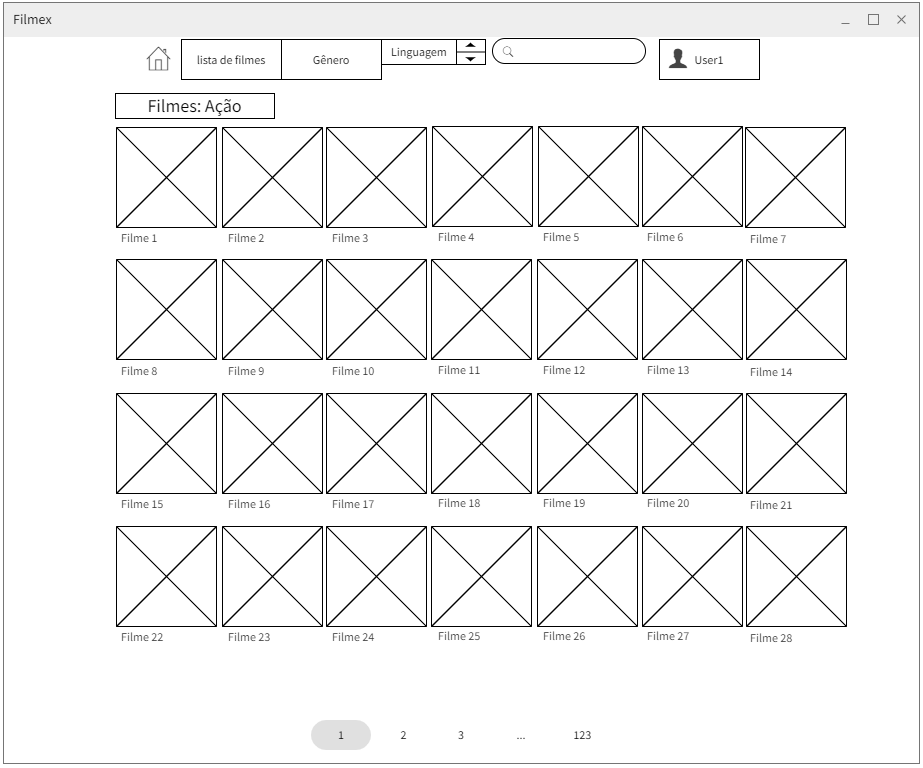 Filmex
lista de filmes Gênero Linguagem User1
Filmes: Ação
Filme 1 Filme 2 Filme 3 Filme 4 Filme 5 Filme 6 Filme 7
Filme 8 Filme 9 Filme 10 Filme 11 Filme 12 Filme 13 Filme 14
Filme 15 Filme 16 Filme 17 Filme 18 Filme 19 Filme 20 Filme 21
Filme 22 Filme 23 Filme 24 Filme 25 Filme 26 Filme 27 Filme 28
1 2 3 ... 123